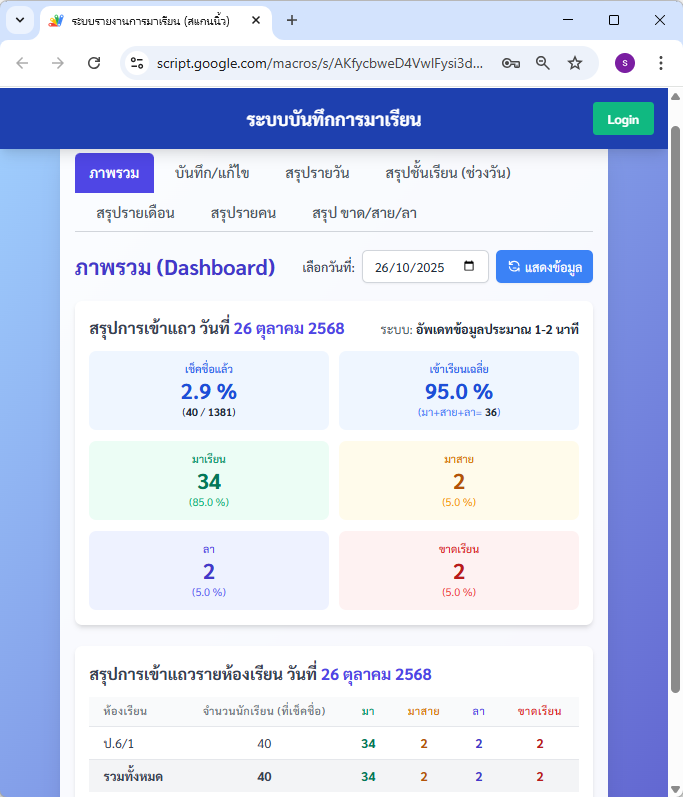 ระบบรายงานการมาเรียน (สแกนนิ้ว)
script.google.com/macros/s/AKfycbweD4VwIFysi3d...
S
ระบบบันทึกการมาเรียน
Login
ภาพรวม บันทึก/แก้ไข สรุปรายวัน สรุปชั้นเรียน (ช่วงวัน)
สรุปรายเดือน สรุปรายคน สรุป ขาด/สาย/ลา
ภาพรวม (Dashboard) เลือกวันที่: 26/10/2025 แสดงข้อมูล
สรุปการเข้าแถว วันที่ 26 ตุลาคม 2568 ระบบ: อัพเดทข้อมูลประมาณ 1-2 นาที
เช็คชื่อแล้ว
2.9 %
(40 / 1381)
เข้าเรียนเฉลี่ย
95.0 %
(มา+สาย+ลา= 36)
มาเรียน
34
(85.0 %)
มาสาย
2
(5.0 %)
ลา
2
(5.0 %)
ขาดเรียน
2
(5.0 %)
สรุปการเข้าแถวรายห้องเรียน วันที่ 26 ตุลาคม 2568
ห้องเรียน จำนวนนักเรียน (ที่เช็คชื่อ) มา มาสาย ลา ขาดเรียน
ป.6/1 40 34 2 2 2
รวมทั้งหมด 40 34 2 2 2